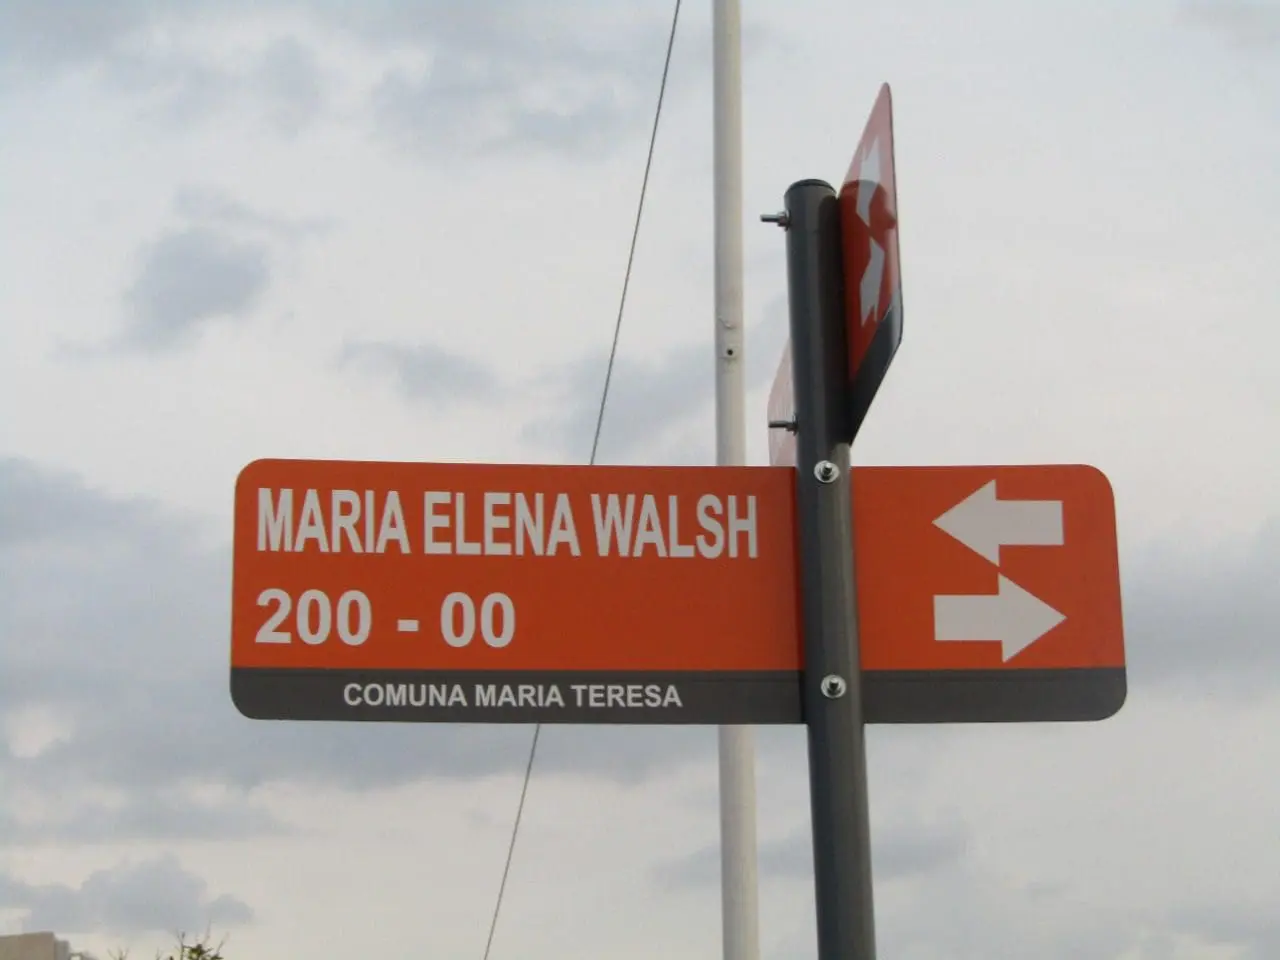 MARIA ELENA WALSH
200 - 00
COMUNA MARIA TERESA